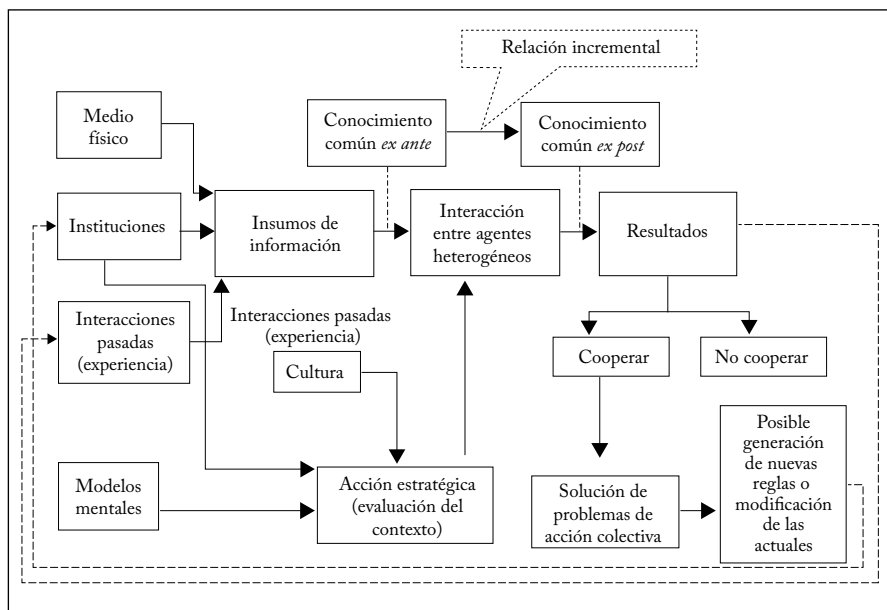 Relación incremental
Medio
físico
Conocimiento
común ex ante
Conocimiento
común ex post
Instituciones
Insumos de
información
Interacción
entre agentes
heterogéneos
Resultados
Interacciones
pasadas
(experiencia)
Interacciones pasadas
(experiencia)
Cultura
Cooperar
No cooperar
Modelos
mentales
Acción estratégica
(evaluación del
contexto)
Solución de
problemas de
acción colectiva
Posible
generación
de nuevas
reglas o
modificación
de las
actuales